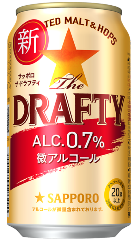 新
TED MALT & HOPS
サッポロ
ザ・ドラフティ
The
DRAFTY
ALC.0.7%
微アルコール
★ SAPPORO